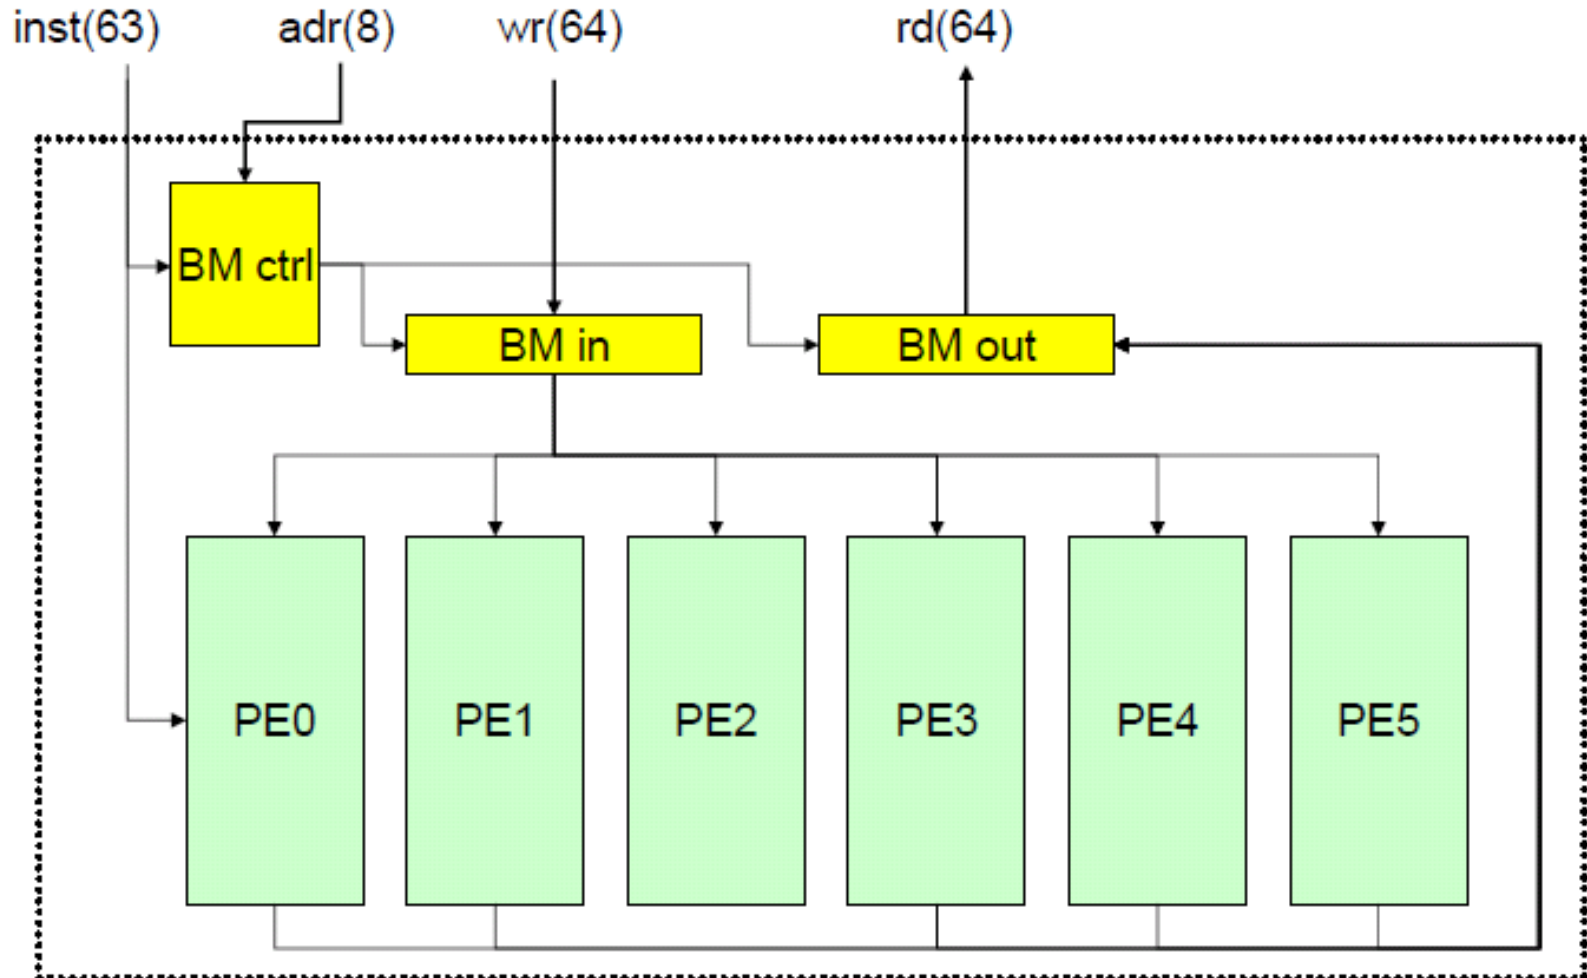 inst(63) adr(8) wr(64) rd(64)
BM ctrl
BM in BM out
PE0 PE1 PE2 PE3 PE4 PE5